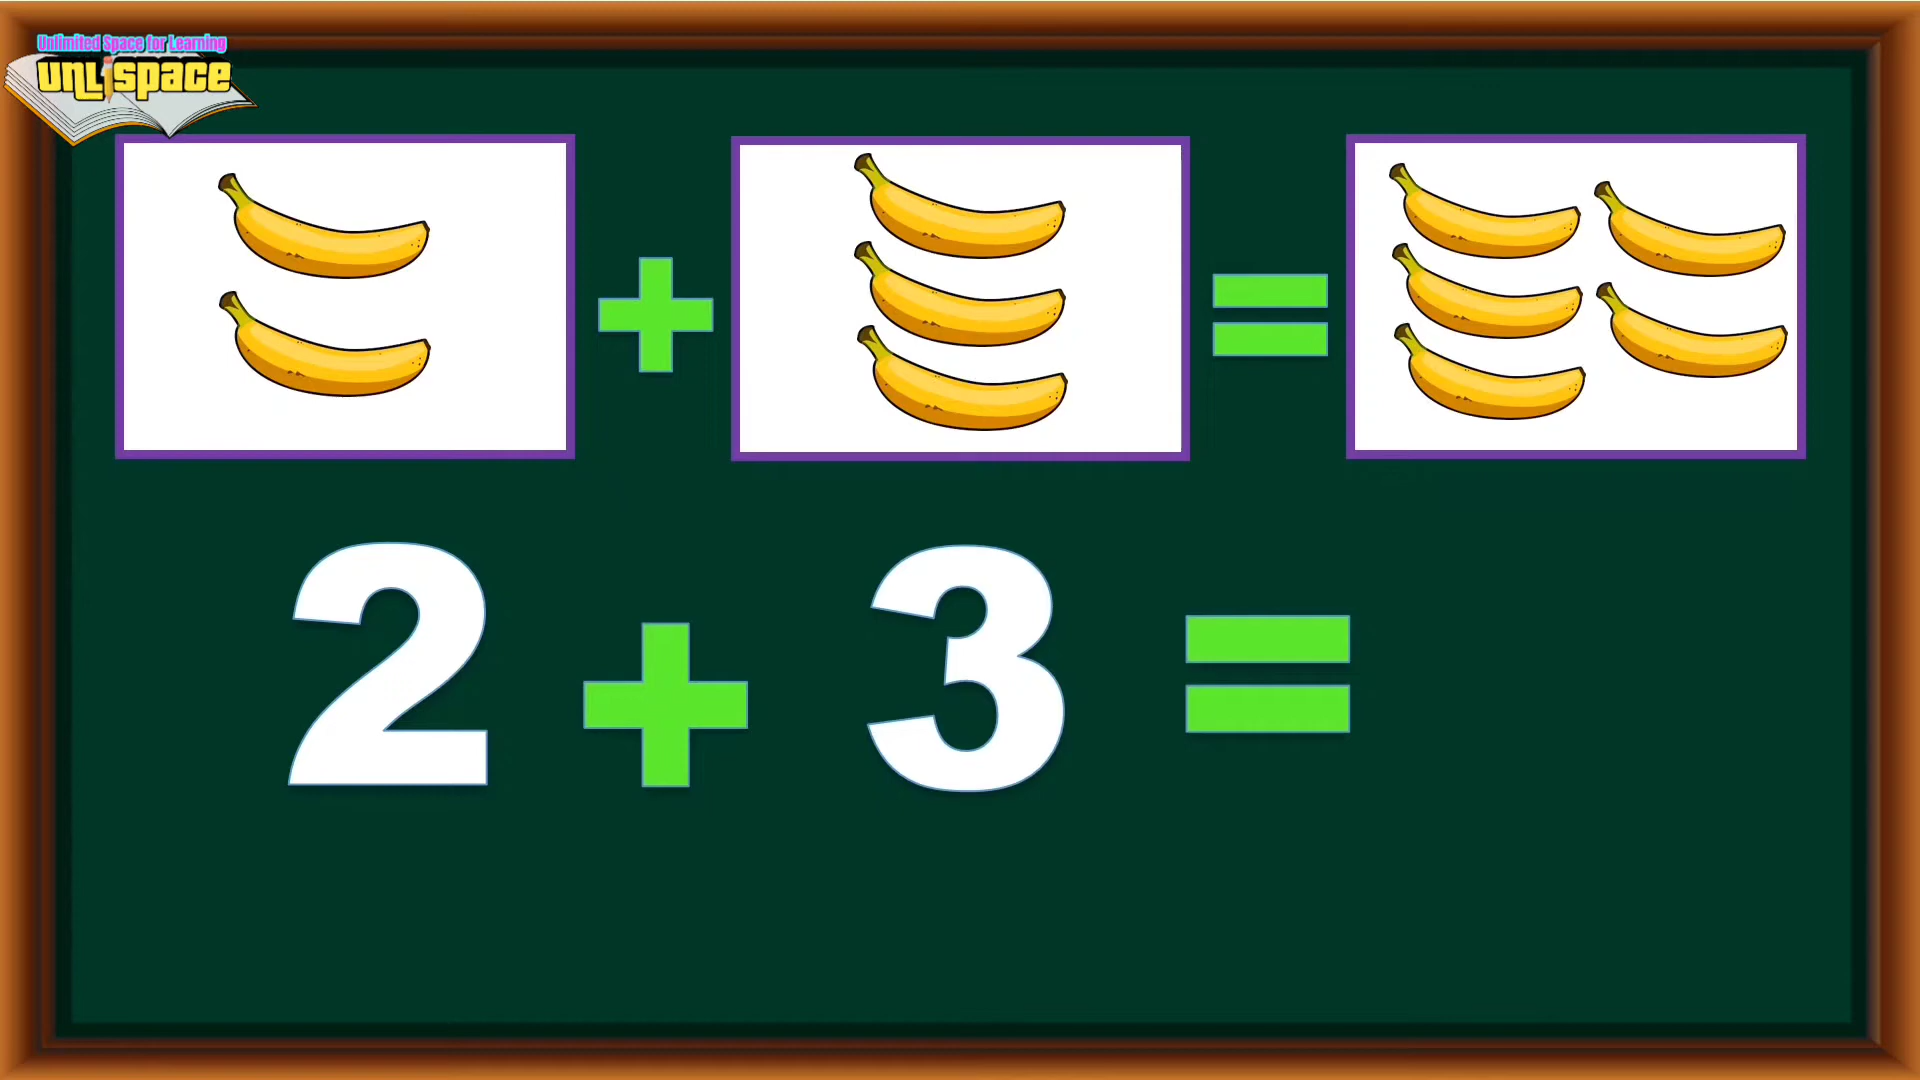 Unlimited Space for Learning
UNLISPACE
+ =
2 + 3 =